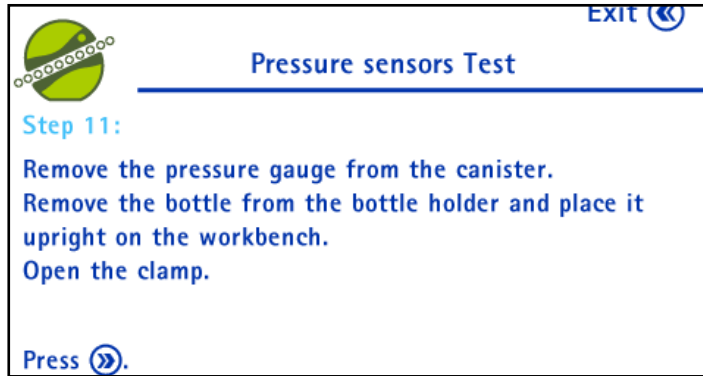 Exit
Pressure sensors Test
Step 11:
Remove the pressure gauge from the canister.
Remove the bottle from the bottle holder and place it
upright on the workbench.
Open the clamp.
Press .